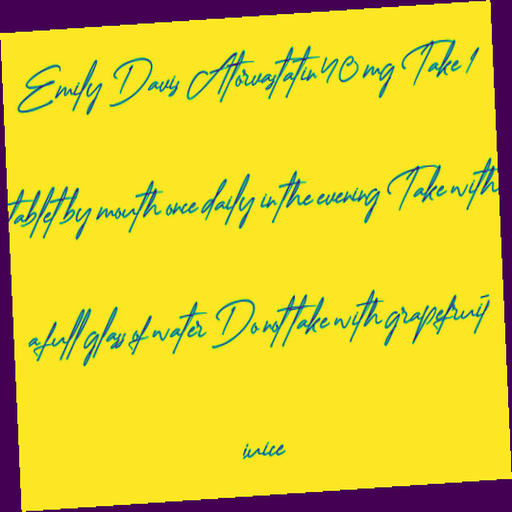 Emily Davis Atorvastatin 40 mg Take 1
tablet by mouth once daily in the evening Take with
a full glass of water Do not take with grapefruit
juice